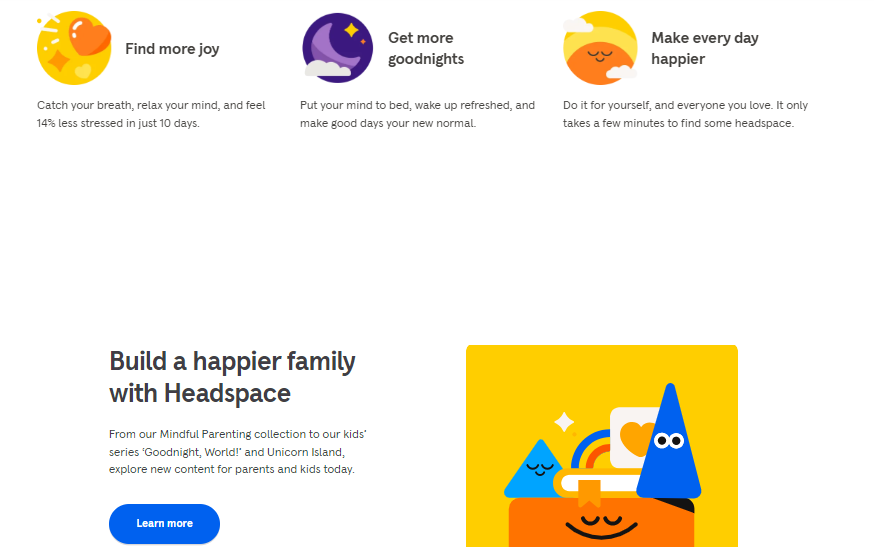 Find more joy
Catch your breath, relax your mind, and feel
14% less stressed in just 10 days.
Get more
goodnights
Put your mind to bed, wake up refreshed, and
make good days your new normal.
Make every day
happier
Do it for yourself, and everyone you love. It only
takes a few minutes to find some headspace.
Build a happier family
with Headspace
From our Mindful Parenting collection to our kids’
series ‘Goodnight, World!’ and Unicorn Island,
explore new content for parents and kids today.
Learn more